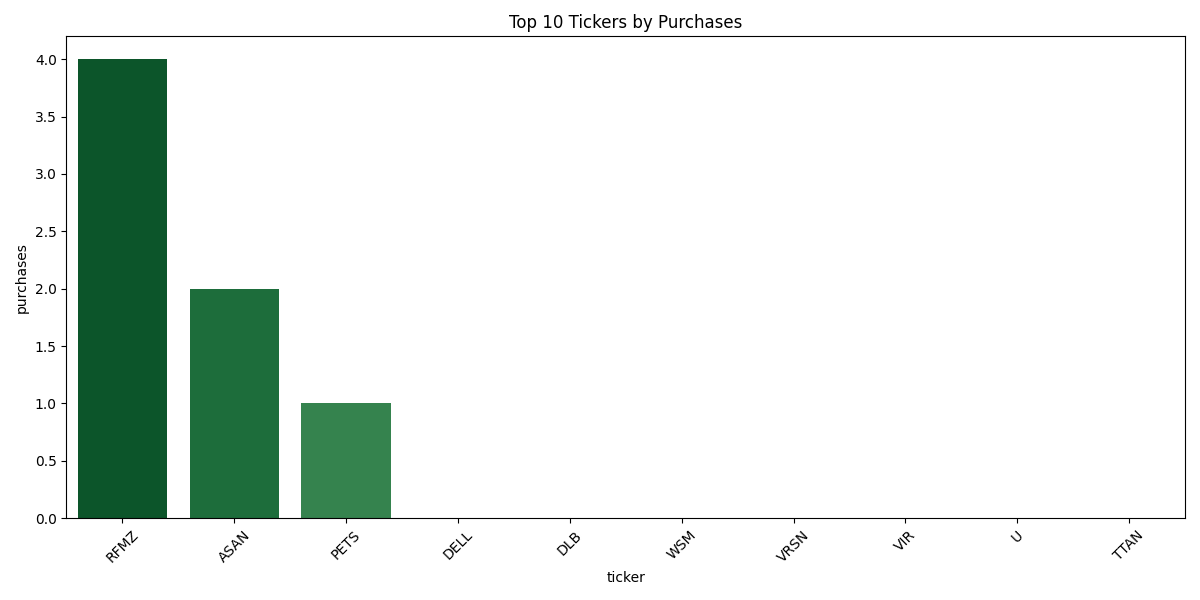 Top 10 Tickers by Purchases
purchases
4.0
3.5
3.0
2.5
2.0
1.5
1.0
0.5
0.0
RFMZ ASAN PETS DELL DLB WSM VRSN VIR U TTAN
ticker